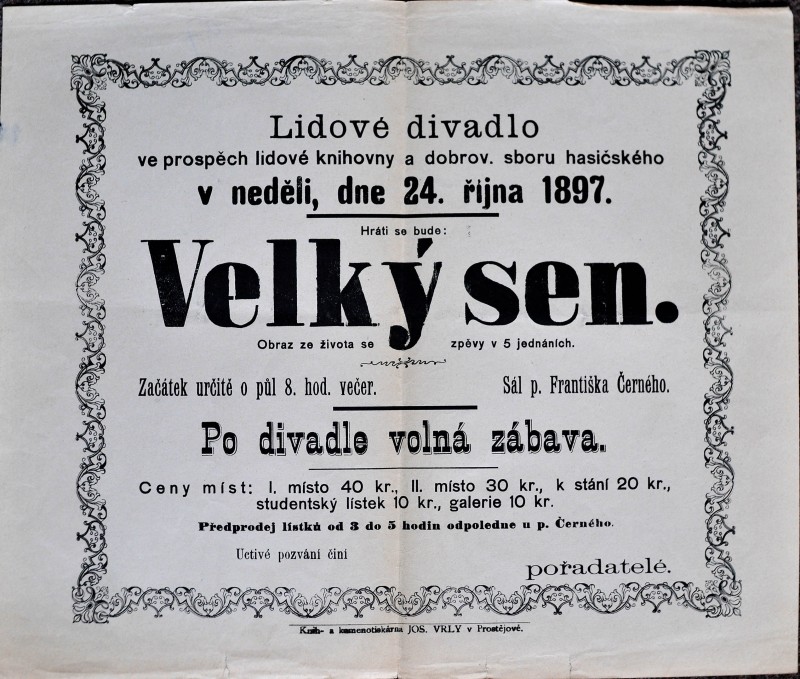 Lidové divadlo
ve prospěch lidové knihovny a dobrov. sboru hasičského
v neděli, dne 24. října 1897.
Hráti se bude:
Velký sen.
Obraz ze života se zpěvy v 5 jednáních.
Začátek určitě o půl 8. hod. večer. Sál p. Františka Černého.
Po divadle volná zábava.
Ceny míst: I. místo 40 kr., II. místo 30 kr., k stání 20 kr.,
studentský lístek 10 kr., galerie 10 kr.
Předprodej lístků od 3 do 5 hodin odpoledne u p. Černého.
Uctivé pozvání činí
pořadatelé.
Knih- a kamenotiskárna JOS. VRLY v Prostějově.